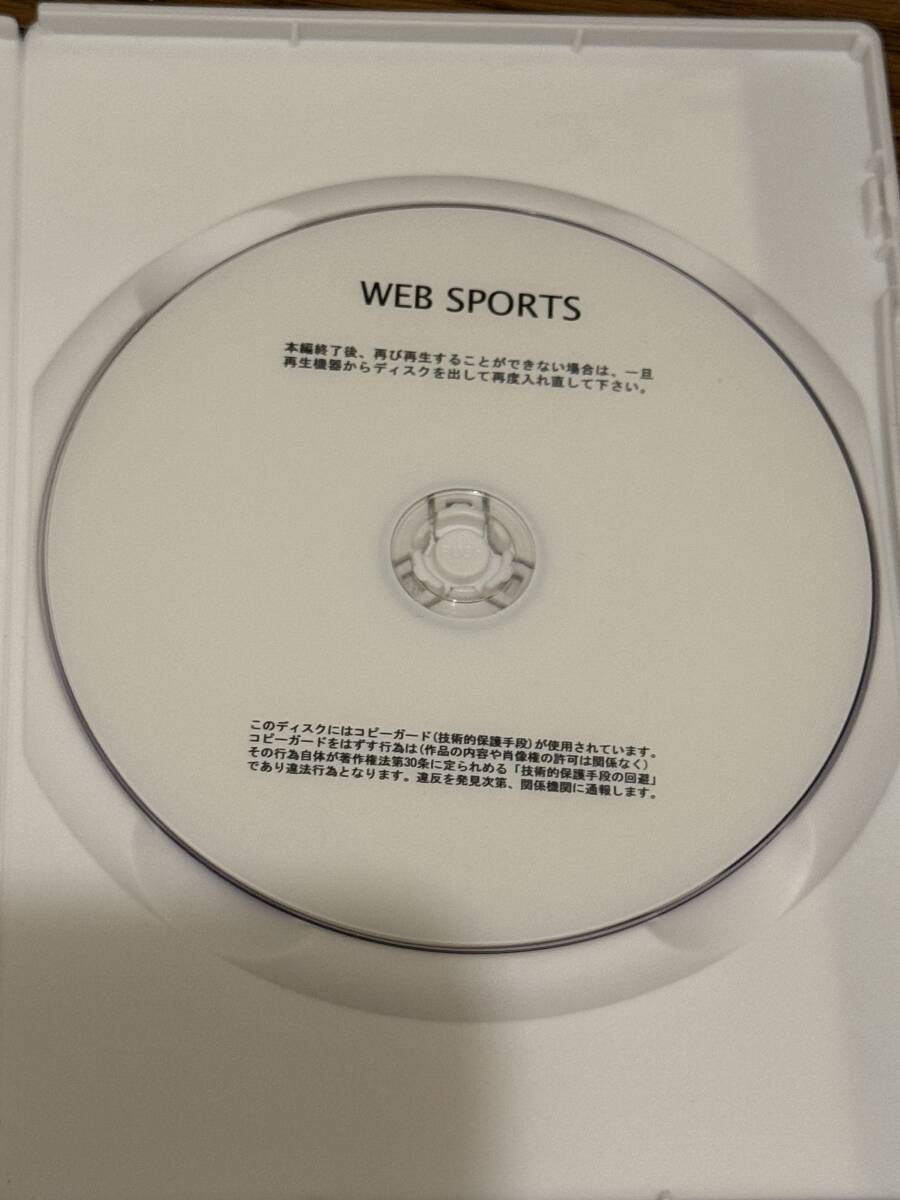 WEB SPORTS
本編終了後、再び再生することができない場合は、一旦
再生機器からディスクを出して再度入れ直して下さい。
このディスクにはコピーガード(技術的保護手段)が使用されています。
コピーガードをはずす行為は(作品の内容や肖像権の許可は関係なく)
その行為自体が著作権法第30条に定られめる「技術的保護手段の回避」
であり違法行為となります。違反を発見次第、関係機関に通報します。